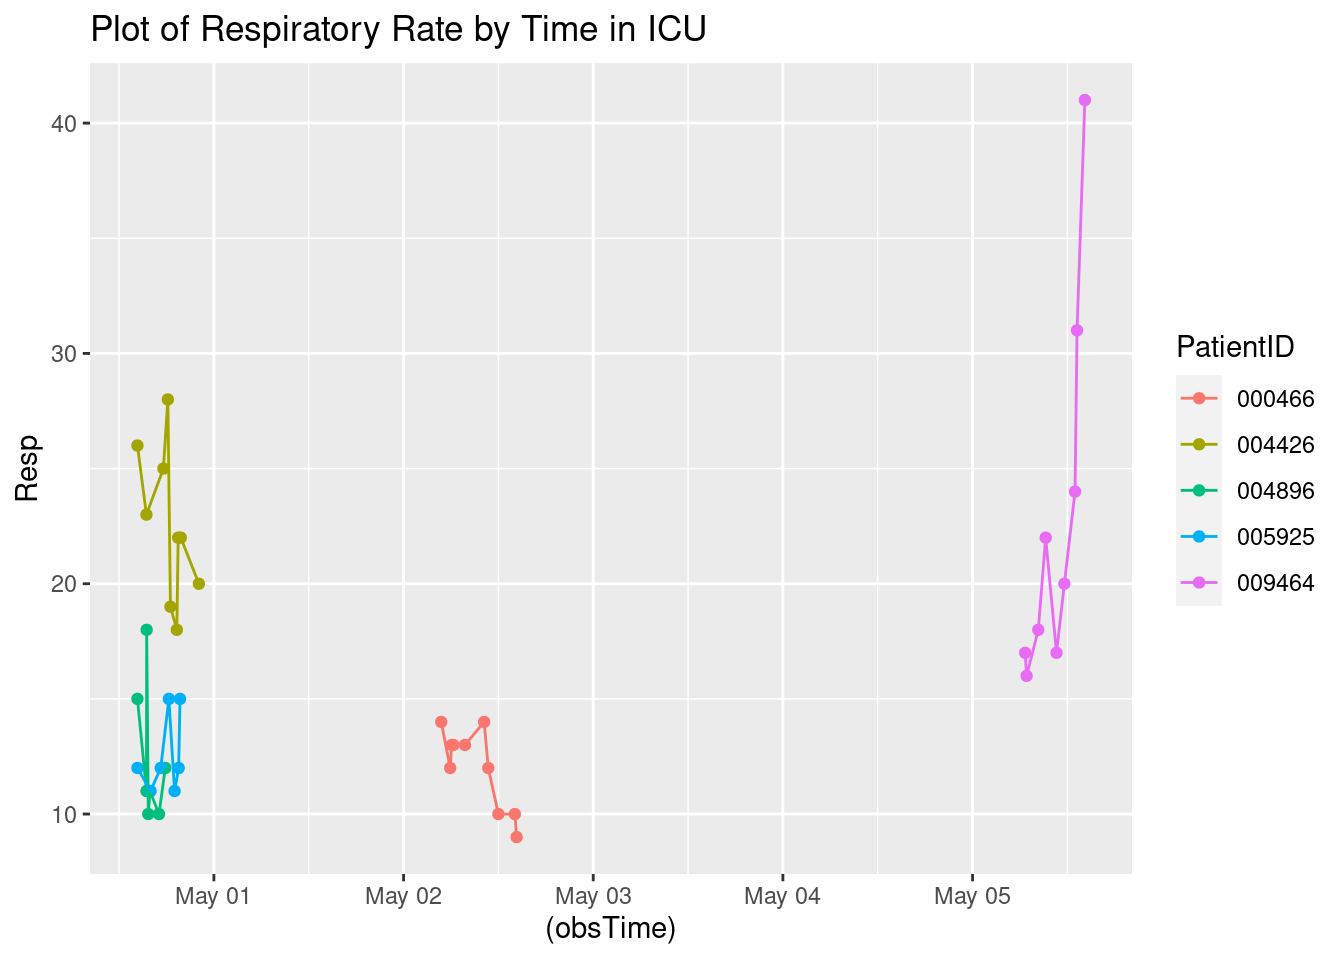 Plot of Respiratory Rate by Time in ICU
40
30
20
10
Resp
May 01 May 02 May 03 May 04 May 05
(obsTime)
PatientID
000466
004426
004896
005925
009464